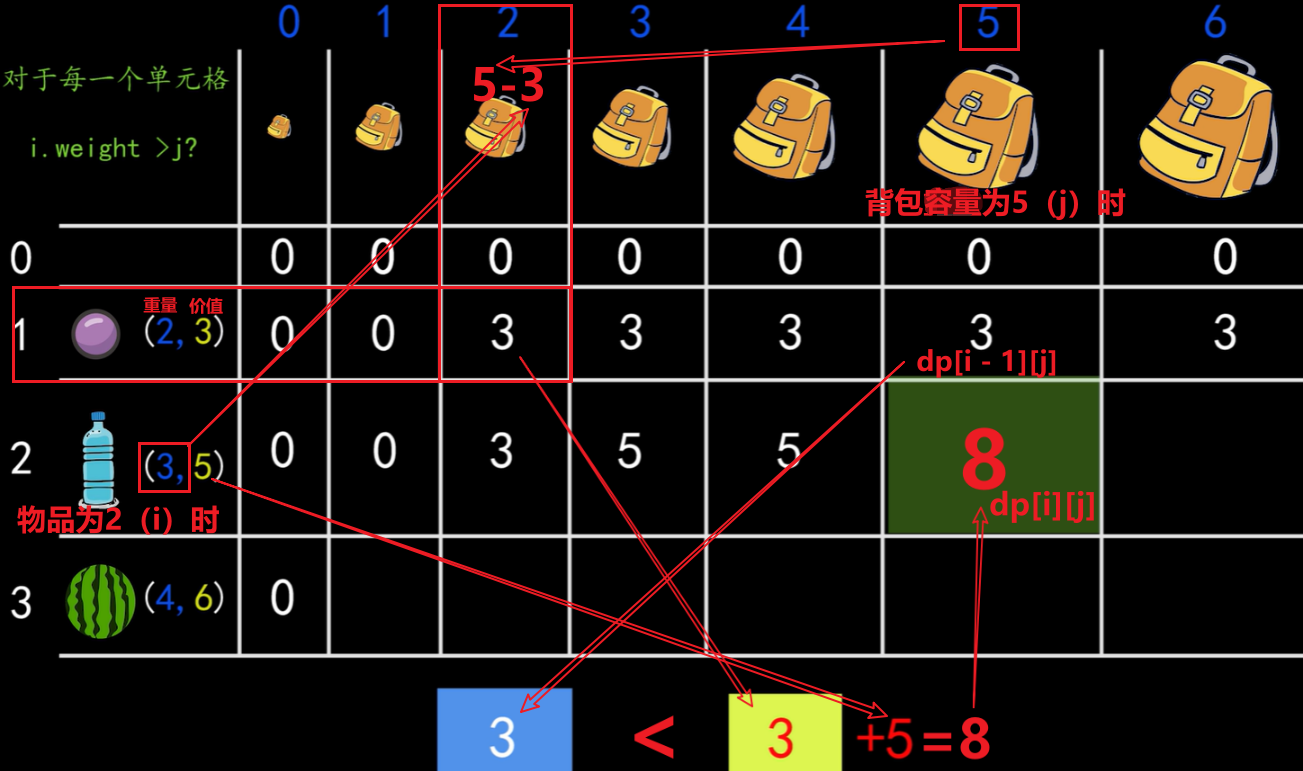 0 1 2 3 4 5 6
对于每一个单元格
i.weight >j?
5-3
背包容量为5（j）时
0 0 0 0 0 0 0 0
重量 价值
1 (2, 3) 0 0 3 3 3 3 3
dp[i - 1][j]
2 (3, 5) 0 0 3 5 5 8
dp[i][j]
物品为2（i）时
3 (4, 6) 0
3 < 3 +5=8